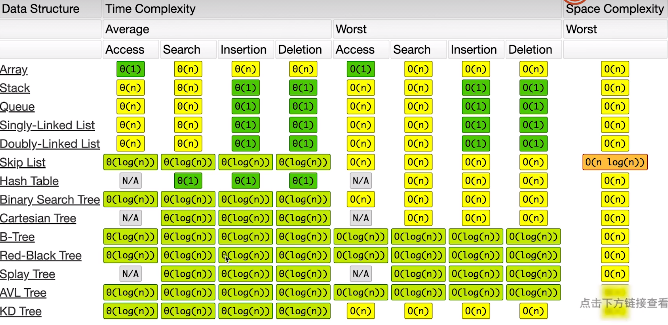 Data Structure Time Complexity Space Complexity
Average Worst Worst
Access Search Insertion Deletion Access Search Insertion Deletion
Array Θ(1) Θ(n) Θ(n) Θ(n) O(1) O(n) O(n) O(n) O(n)
Stack Θ(n) Θ(n) Θ(1) Θ(1) O(n) O(n) O(1) O(1) O(n)
Queue Θ(n) Θ(n) Θ(1) Θ(1) O(n) O(n) O(1) O(1) O(n)
Singly-Linked List Θ(n) Θ(n) Θ(1) Θ(1) O(n) O(n) O(1) O(1) O(n)
Doubly-Linked List Θ(n) Θ(n) Θ(1) Θ(1) O(n) O(n) O(1) O(1) O(n)
Skip List Θ(log(n)) Θ(log(n)) Θ(log(n)) Θ(log(n)) O(n) O(n) O(n) O(n) O(n log(n))
Hash Table N/A Θ(1) Θ(1) Θ(1) N/A O(n) O(n) O(n) O(n)
Binary Search Tree Θ(log(n)) Θ(log(n)) Θ(log(n)) Θ(log(n)) O(n) O(n) O(n) O(n) O(n)
Cartesian Tree N/A Θ(log(n)) Θ(log(n)) Θ(log(n)) N/A O(n) O(n) O(n) O(n)
B-Tree Θ(log(n)) Θ(log(n)) Θ(log(n)) Θ(log(n)) O(log(n)) O(log(n)) O(log(n)) O(log(n)) O(n)
Red-Black Tree Θ(log(n)) Θ(log(n)) Θ(log(n)) Θ(log(n)) O(log(n)) O(log(n)) O(log(n)) O(log(n)) O(n)
Splay Tree N/A Θ(log(n)) Θ(log(n)) Θ(log(n)) N/A O(log(n)) O(log(n)) O(log(n)) O(n)
AVL Tree Θ(log(n)) Θ(log(n)) Θ(log(n)) Θ(log(n)) O(log(n)) O(log(n)) O(log(n)) O(log(n))
点击下方链接查看
KD Tree Θ(log(n)) Θ(log(n)) Θ(log(n)) Θ(log(n)) O(n) O(n) O(n) O(n)